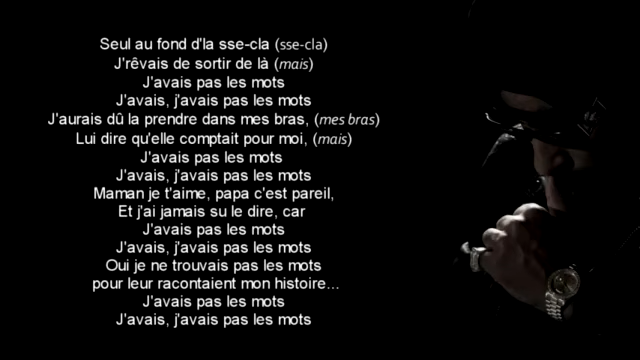 Seul au fond d'la sse-cla (sse-cla)
J'rêvais de sortir de là (mais)
J'avais pas les mots
J'avais, j'avais pas les mots
J'aurais dû la prendre dans mes bras, (mes bras)
Lui dire qu'elle comptait pour moi, (mais)
J'avais pas les mots
J'avais, j'avais pas les mots
Maman je t'aime, papa c'est pareil,
Et j'ai jamais su le dire, car
J'avais pas les mots
J'avais, j'avais pas les mots
Oui je ne trouvais pas les mots
pour leur racontaient mon histoire...
J'avais pas les mots
J'avais, j'avais pas les mots